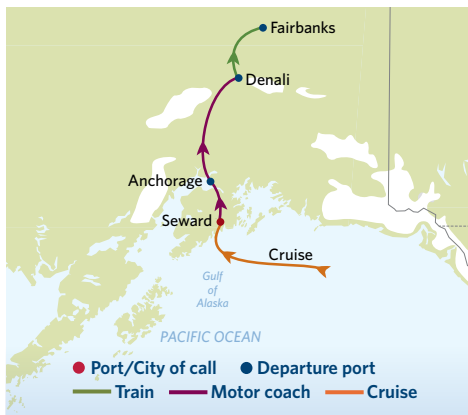 Fairbanks
Denali
Anchorage
Seward
Cruise
Gulf
of
Alaska
PACIFIC OCEAN
Port/City of call Departure port
Train Motor coach Cruise